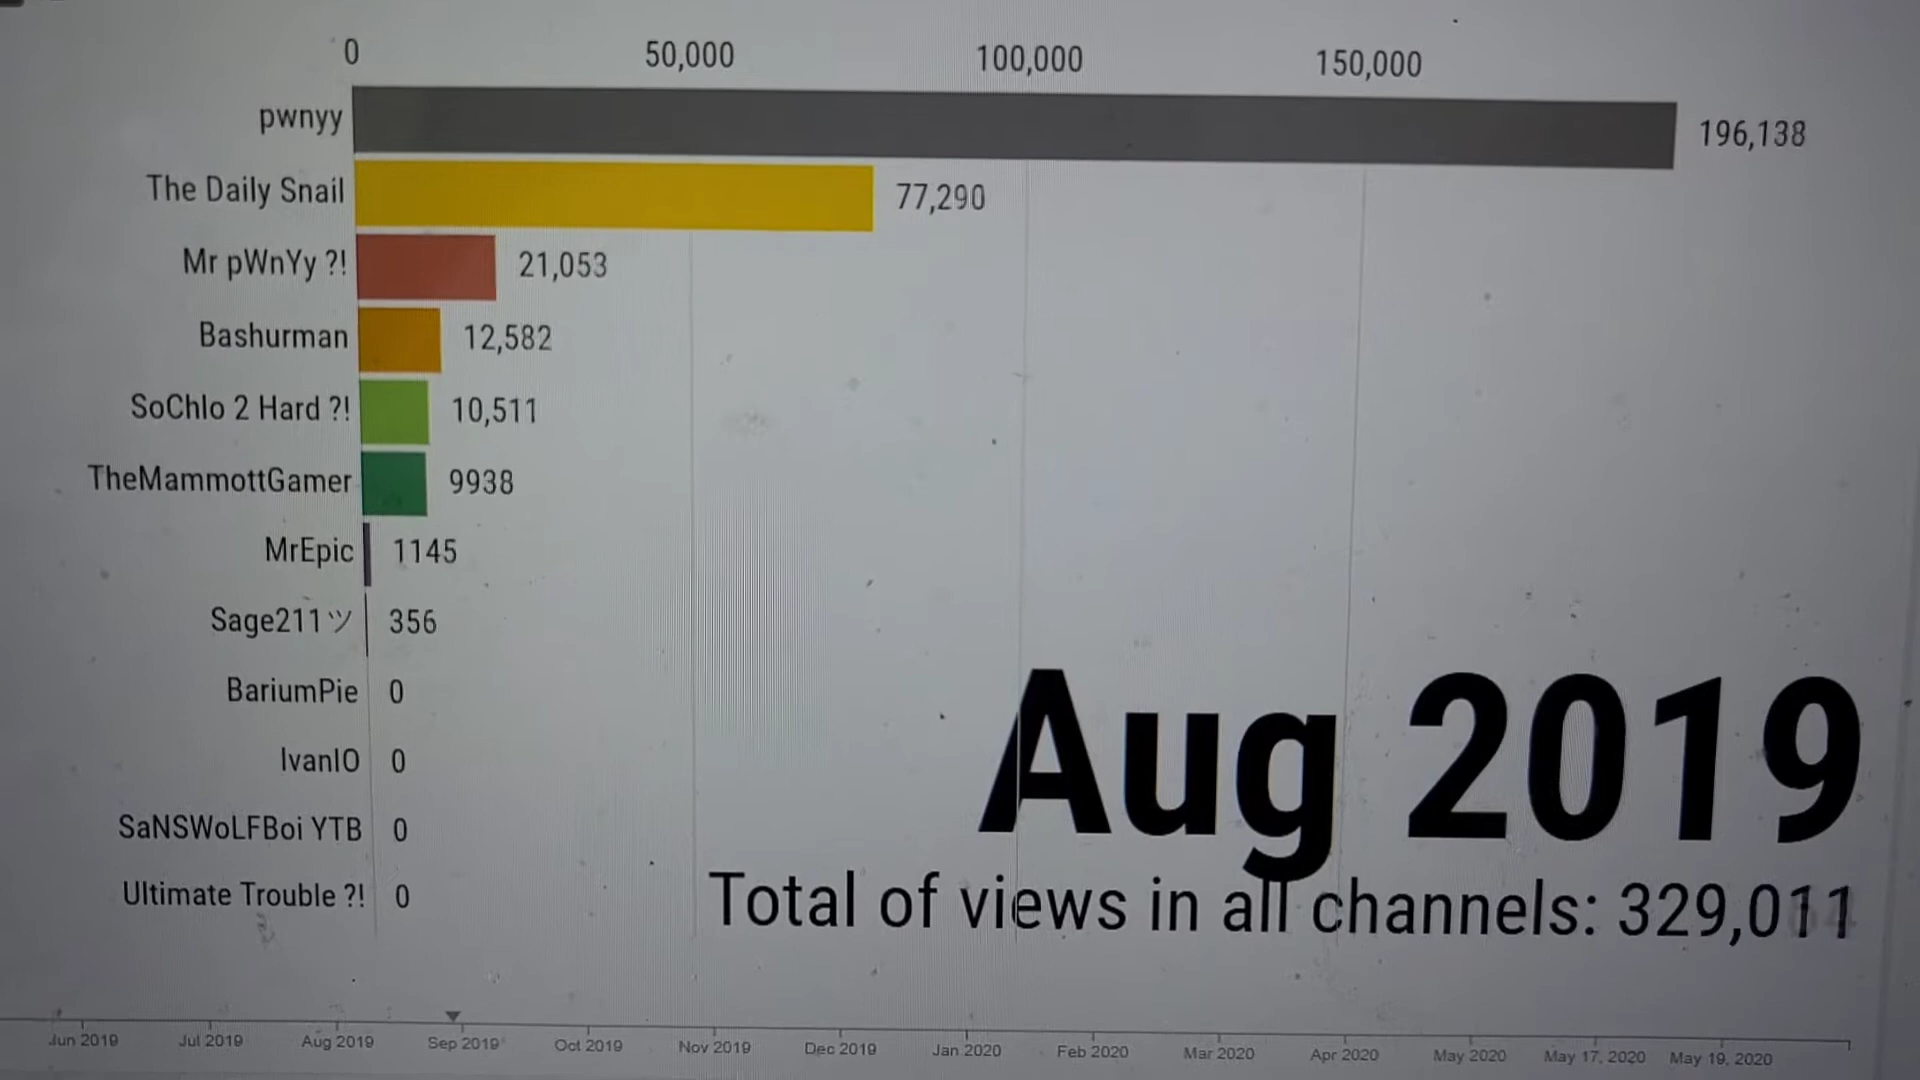 0 50,000 100,000 150,000
pwnyy 196,138
The Daily Snail 77,290
Mr pWnYy ?! 21,053
Bashurman 12,582
SoChlo 2 Hard ?! 10,511
TheMammottGamer 9938
MrEpic 1145
Sage211ツ 356
BariumPie 0
IvanIO 0
SaNSWoLFBoi YTB 0
Ultimate Trouble ?! 0
Aug 2019
Total of views in all channels: 329,011
Jun 2019 Jul 2019 Aug 2019 Sep 2019 Oct 2019 Nov 2019 Dec 2019 Jan 2020 Feb 2020 Mar 2020 Apr 2020 May 2020 May 17, 2020 May 19, 2020